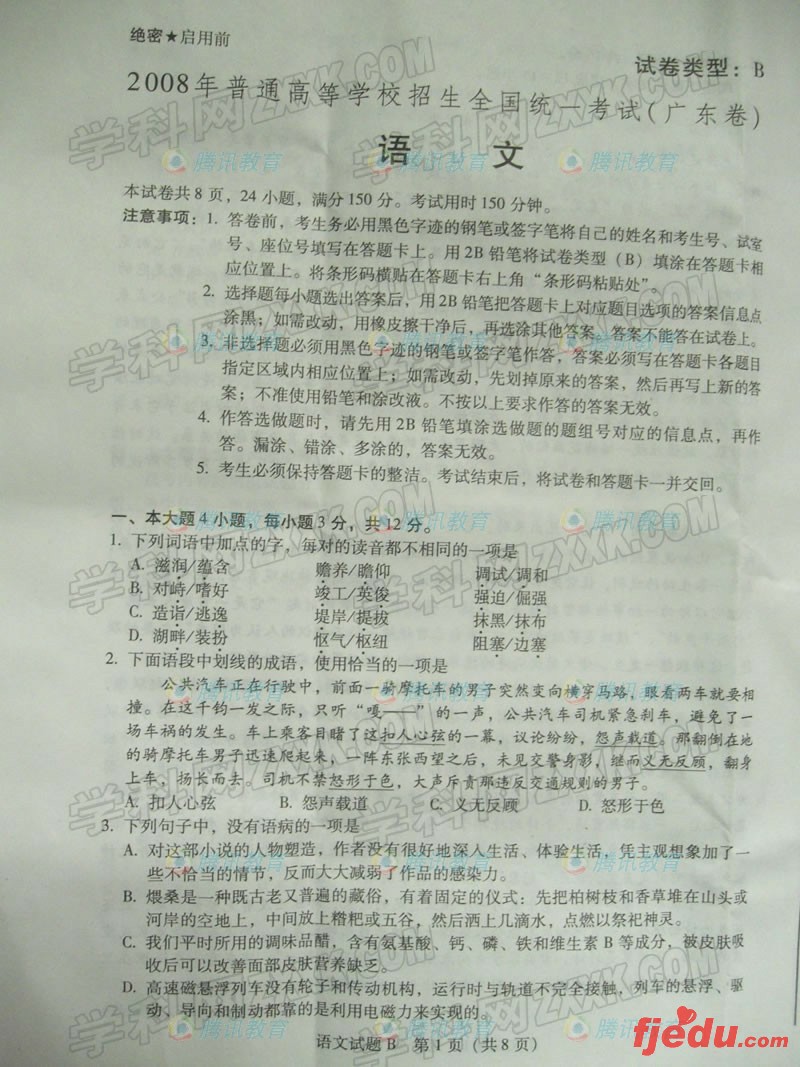 绝密★启用前
试卷类型：B
2008年普通高等学校招生全国统一考试(广东卷)
语 文
本试卷共8页，24小题，满分150分。考试用时150分钟。
注意事项：1. 答卷前，考生务必用黑色字迹的钢笔或签字笔将自己的姓名和考生号、试室
号、座位号填写在答题卡上。用2B铅笔将试卷类型（B）填涂在答题卡相
应位置上。将条形码横贴在答题卡右上角“条形码粘贴处”。
2. 选择题每小题选出答案后，用2B铅笔把答题卡上对应题目选项的答案信息点
涂黑；如需改动，用橡皮擦干净后，再选涂其他答案。答案不能答在试卷上。
3. 非选择题必须用黑色字迹的钢笔或签字笔作答，答案必须写在答题卡各题目
指定区域内相应位置上；如需改动，先划掉原来的答案，然后再写上新的答
案；不准使用铅笔和涂改液。不按以上要求作答的答案无效。
4. 作答选做题时，请先用2B铅笔填涂选做题的题组号对应的信息点，再作
答。漏涂、错涂、多涂的，答案无效。
5. 考生必须保持答题卡的整洁。考试结束后，将试卷和答题卡一并交回。
一、本大题4小题，每小题3分，共12分。
1. 下列词语中加点的字，每对的读音都不相同的一项是
A. 滋润/蕴含 赡养/瞻仰 调试/调和
B. 对峙/嗜好 竣工/英俊 强迫/倔强
C. 造诣/逃逸 堤岸/提拔 抹黑/抹布
D. 湖畔/装扮 怄气/枢纽 阻塞/边塞
2. 下面语段中划线的成语，使用恰当的一项是
公共汽车正在行驶中，前面一骑摩托车的男子突然变向横穿马路，眼看两车就要相
撞。在这千钧一发之际，只听“嘎——”的一声，公共汽车司机紧急刹车，避免了一
场车祸的发生。车上乘客目睹了这扣人心弦的一幕，议论纷纷，怨声载道。那翻倒在地
的骑摩托车男子迅速爬起来，一阵东张西望之后，未见交警身影，继而义无反顾，翻身
上车，扬长而去。司机不禁怒形于色，大声斥责那违反交通规则的男子。
A. 扣人心弦 B. 怨声载道 C. 义无反顾 D. 怒形于色
3. 下列句子中，没有语病的一项是
A. 对这部小说的人物塑造，作者没有很好地深入生活、体验生活，凭主观想象加了一
些不恰当的情节，反而大大减弱了作品的感染力。
B. 煨桑是一种既古老又普遍的藏俗，有着固定的仪式：先把柏树枝和香草堆在山头或
河岸的空地上，中间放上糌粑或五谷，然后洒上几滴水，点燃以祭祀神灵。
C. 我们平时所用的调味品醋，含有氨基酸、钙、磷、铁和维生素B等成分，被皮肤吸
收后可以改善面部皮肤营养缺乏。
D. 高速磁悬浮列车没有轮子和传动机构，运行时与轨道不完全接触，列车的悬浮、驱
动、导向和制动都靠的是利用电磁力来实现的。
语文试题B 第1页（共8页）
学科网ZXXK.COM
腾讯教育
fjedu.cn